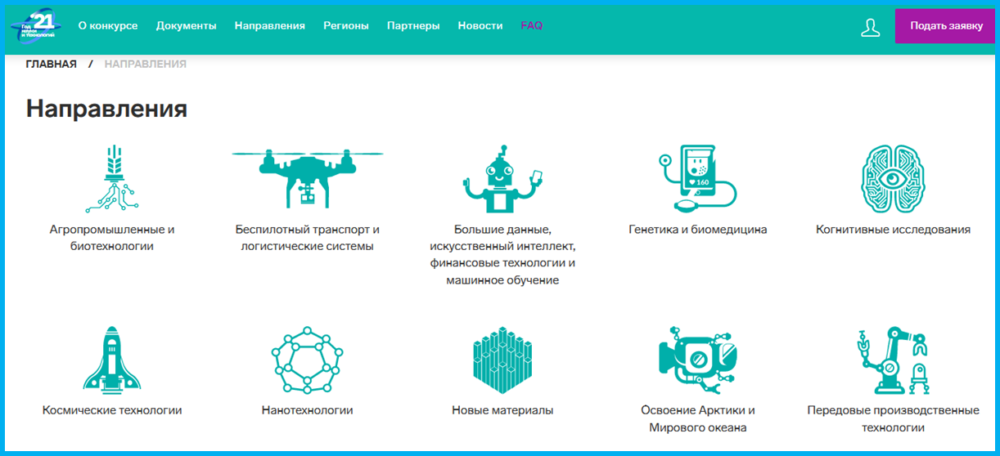 21
Год
науки
и технологий
О конкурсе
Документы
Направления
Регионы
Партнеры
Новости
FAQ
Подать заявку
ГЛАВНАЯ / НАПРАВЛЕНИЯ
Направления
Агропромышленные и
биотехнологии
Беспилотный транспорт и
логистические системы
Большие данные,
искусственный интеллект,
финансовые технологии и
машинное обучение
160
Генетика и биомедицина
Когнитивные исследования
Космические технологии
Нанотехнологии
Новые материалы
Освоение Арктики и
Мирового океана
Передовые производственные
технологии